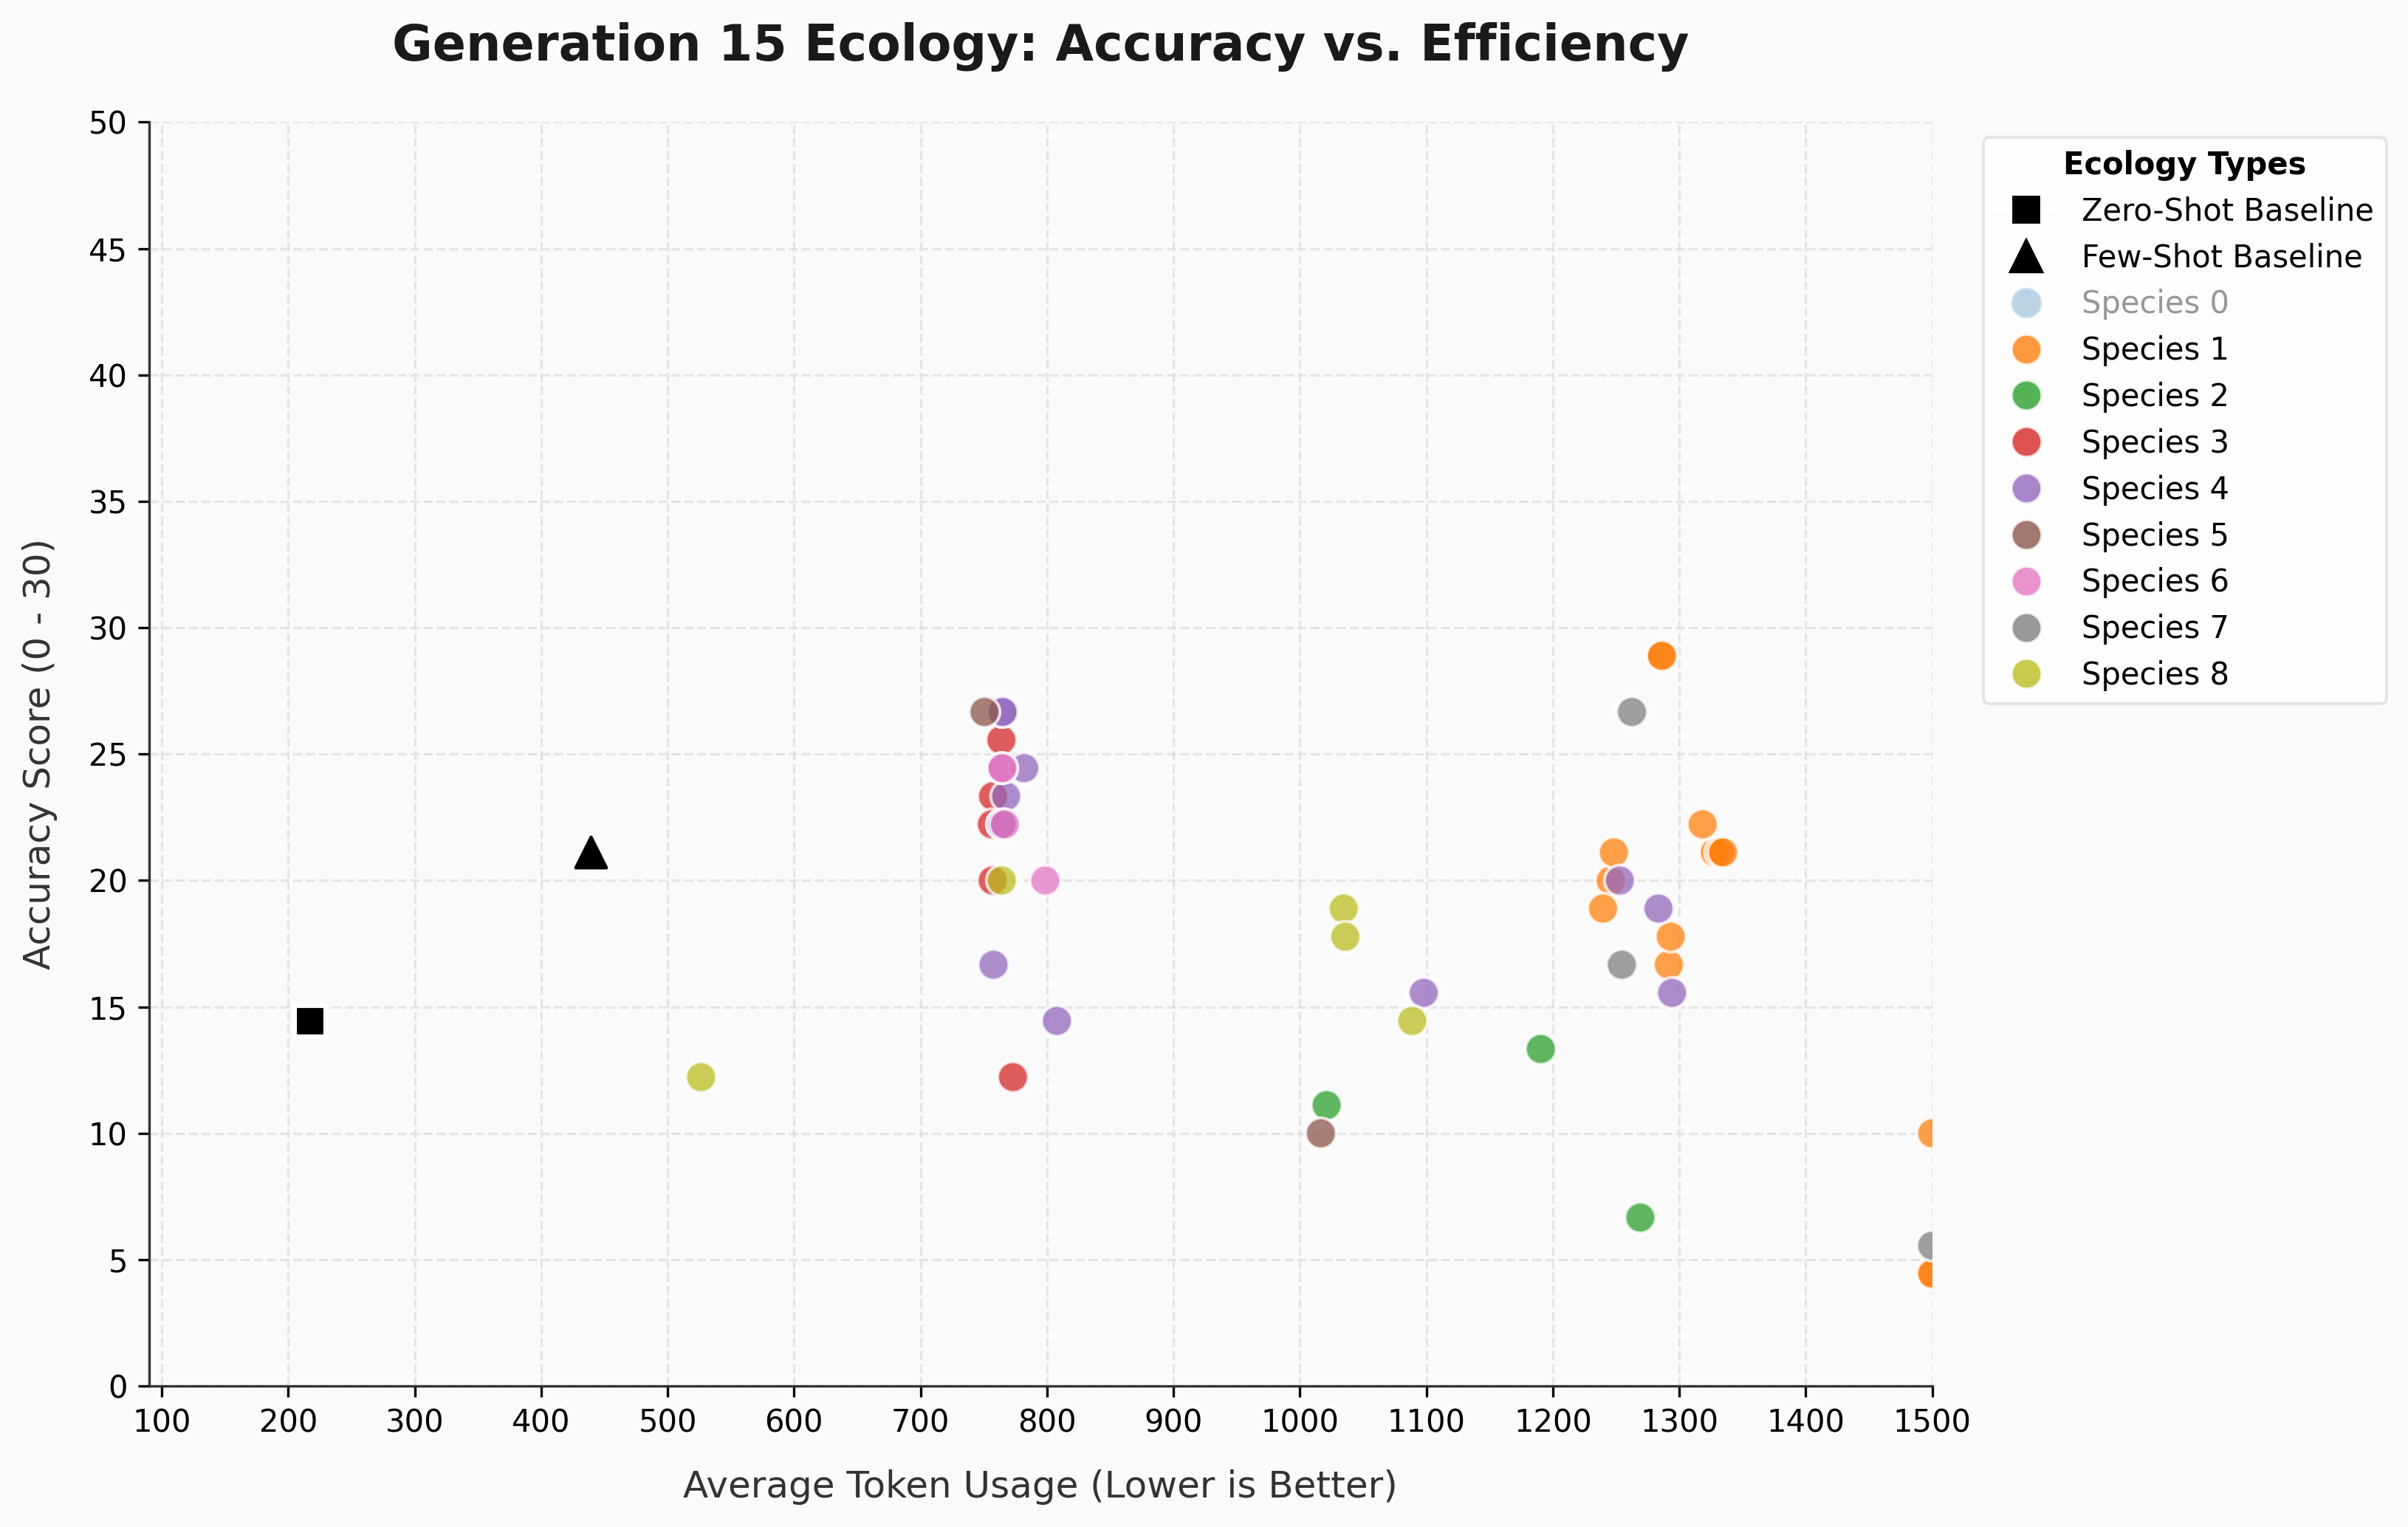 Generation 15 Ecology: Accuracy vs. Efficiency
Accuracy Score (0 - 30)
50
45
40
35
30
25
20
15
10
5
0
100 200 300 400 500 600 700 800 900 1000 1100 1200 1300 1400 1500
Average Token Usage (Lower is Better)
Ecology Types
Zero-Shot Baseline
Few-Shot Baseline
Species 0
Species 1
Species 2
Species 3
Species 4
Species 5
Species 6
Species 7
Species 8